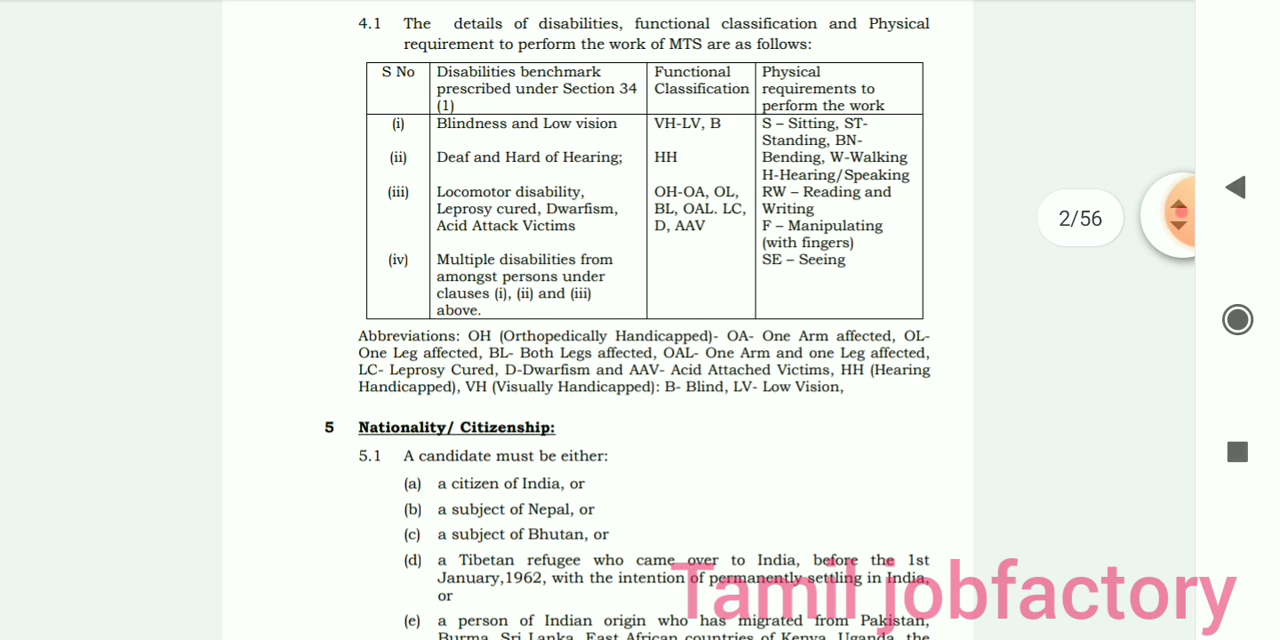 4.1 The details of disabilities, functional classification and Physical
requirement to perform the work of MTS are as follows:
S No
Disabilities benchmark
prescribed under Section 34
(1)
Functional
Classification
Physical
requirements to
perform the work
(i)
Blindness and Low vision
VH-LV, B
(ii)
Deaf and Hard of Hearing;
HH
(iii)
Locomotor disability,
Leprosy cured, Dwarfism,
Acid Attack Victims
OH-OA, OL,
BL, OAL. LC,
D, AAV
(iv)
Multiple disabilities from
amongst persons under
clauses (i), (ii) and (iii)
above.
S – Sitting, ST-
Standing, BN-
Bending, W-Walking
H-Hearing/Speaking
RW – Reading and
Writing
F – Manipulating
(with fingers)
SE – Seeing
Abbreviations: OH (Orthopedically Handicapped)- OA- One Arm affected, OL-
One Leg affected, BL- Both Legs affected, OAL- One Arm and one Leg affected,
LC- Leprosy Cured, D-Dwarfism and AAV- Acid Attached Victims, HH (Hearing
Handicapped), VH (Visually Handicapped): B- Blind, LV- Low Vision,
5 Nationality/ Citizenship:
5.1 A candidate must be either:
(a) a citizen of India, or
(b) a subject of Nepal, or
(c) a subject of Bhutan, or
(d) a Tibetan refugee who came over to India, before the 1st
January,1962, with the intention of permanently settling in India,
or
(e) a person of Indian origin who has migrated from Pakistan,
Burma, Sri Lanka, East African countries of Kenya, Uganda, the
2/56
Tamil jobfactory